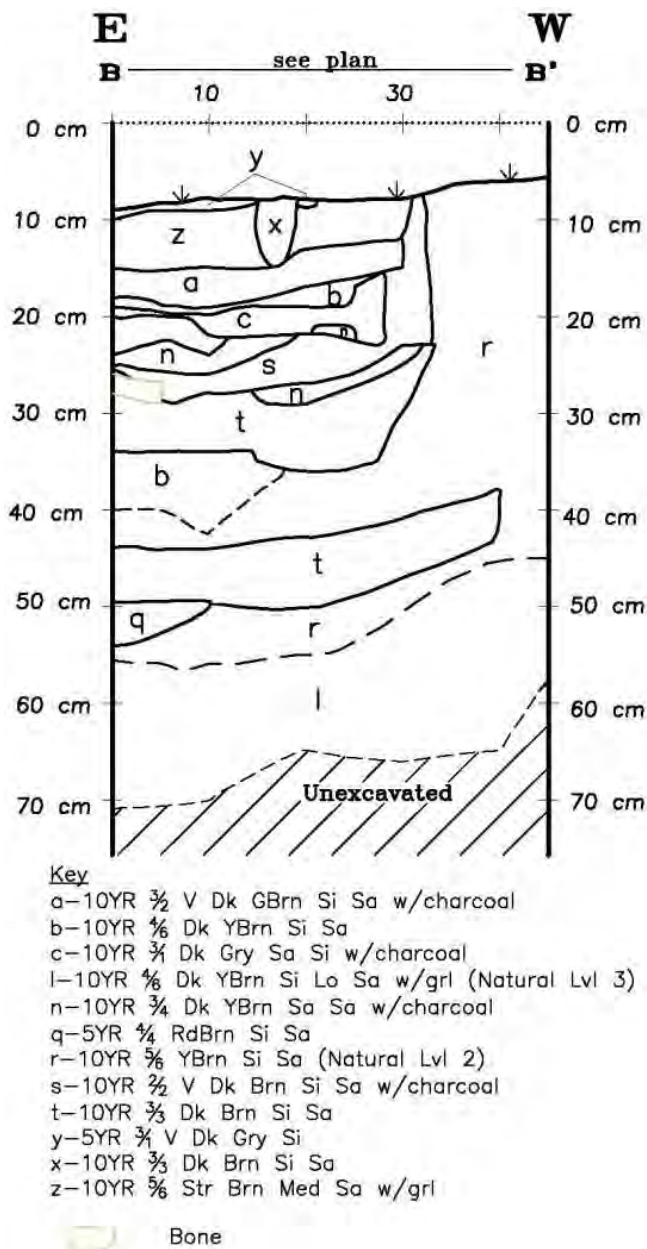 E W
B see plan B'
10 30
0 cm 0 cm
y
10 cm z x 10 cm
a
b
20 cm c n 20 cm
n s r
n
30 cm t 30 cm
b
40 cm 40 cm
t
50 cm q r 50 cm
l
60 cm 60 cm
Unexcavated
70 cm 70 cm
Key
a-10YR 3/2 V Dk GBrn Si Sa w/charcoal
b-10YR 4/6 Dk YBrn Si Sa
c-10YR 3/1 Dk Gry Sa Si w/charcoal
l-10YR 4/6 Dk YBrn Si Lo Sa w/grl (Natural Lvl 3)
n-10YR 3/4 Dk YBrn Sa Sa w/charcoal
q-5YR 4/4 RdBrn Si Sa
r-10YR 5/6 YBrn Si Sa (Natural Lvl 2)
s-10YR 2/2 V Dk Brn Si Sa w/charcoal
t-10YR 3/3 Dk Brn Si Sa
y-5YR 3/1 V Dk Gry Si
x-10YR 3/3 Dk Brn Si Sa
z-10YR 5/6 Str Brn Med Sa w/grl
Bone